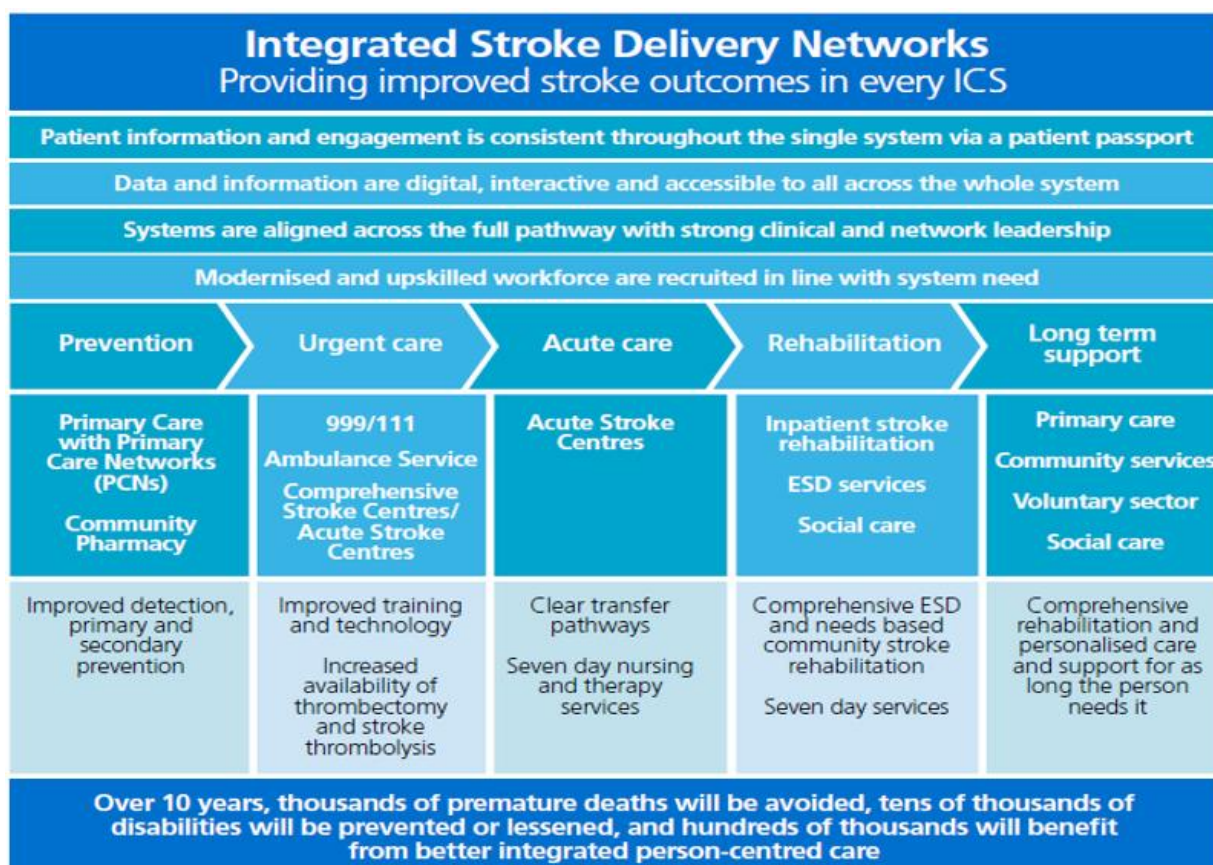 Integrated Stroke Delivery Networks
Providing improved stroke outcomes in every ICS
Patient information and engagement is consistent throughout the single system via a patient passport
Data and information are digital, interactive and accessible to all across the whole system
Systems are aligned across the full pathway with strong clinical and network leadership
Modernised and upskilled workforce are recruited in line with system need
Prevention
Urgent care
Acute care
Rehabilitation
Long term
support
Primary Care
with Primary
Care Networks
(PCNs)
Community
Pharmacy
999/111
Ambulance Service
Comprehensive
Stroke Centres/
Acute Stroke
Centres
Acute Stroke
Centres
Inpatient stroke
rehabilitation
ESD services
Social care
Primary care
Community services
Voluntary sector
Social care
Improved detection,
primary and
secondary
prevention
Improved training
and technology
Increased
availability of
thrombectomy
and stroke
thrombolysis
Clear transfer
pathways
Seven day nursing
and therapy
services
Comprehensive ESD
and needs based
community stroke
rehabilitation
Seven day services
Comprehensive
rehabilitation and
personalised care
and support for as
long the person
needs it
Over 10 years, thousands of premature deaths will be avoided, tens of thousands of
disabilities will be prevented or lessened, and hundreds of thousands will benefit
from better integrated person-centred care